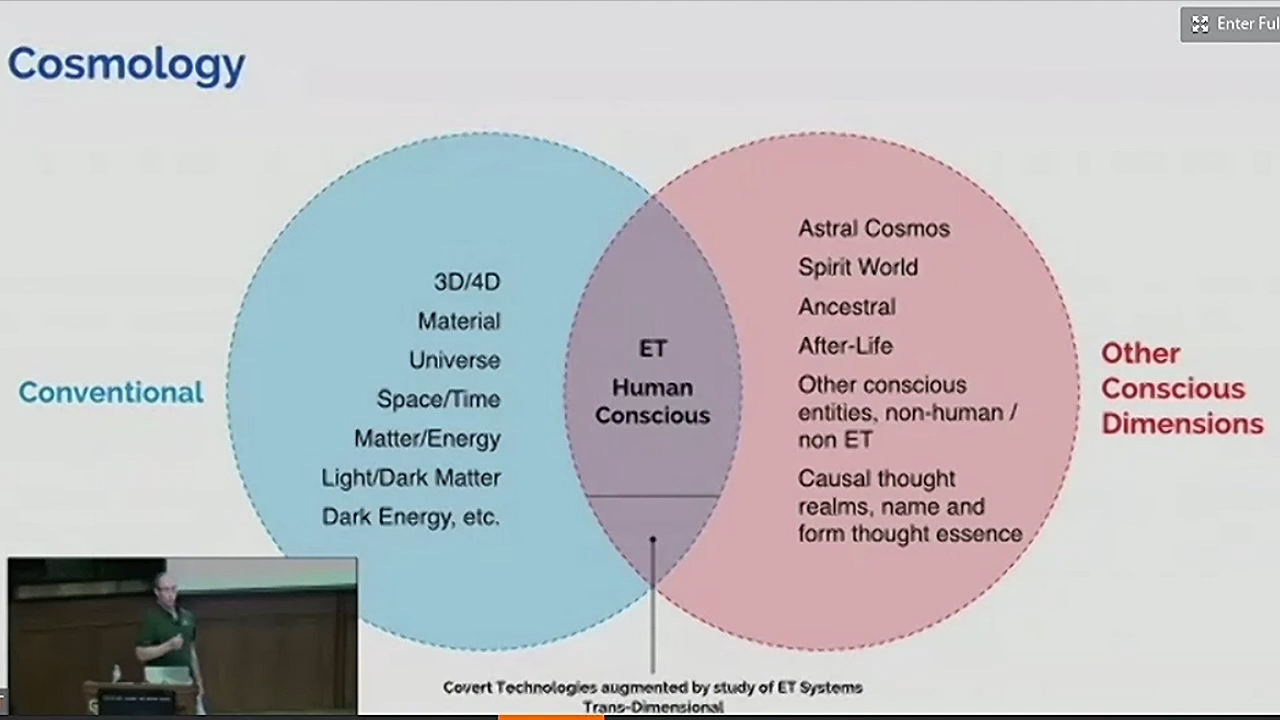 Enter Ful
Cosmology
Conventional
3D/4D
Material
Universe
Space/Time
Matter/Energy
Light/Dark Matter
Dark Energy, etc.
ET
Human
Conscious
Astral Cosmos
Spirit World
Ancestral
After-Life
Other conscious
entities, non-human /
non ET
Causal thought
realms, name and
form thought essence
Other
Conscious
Dimensions
Covert Technologies augmented by study of ET Systems
Trans-Dimensional